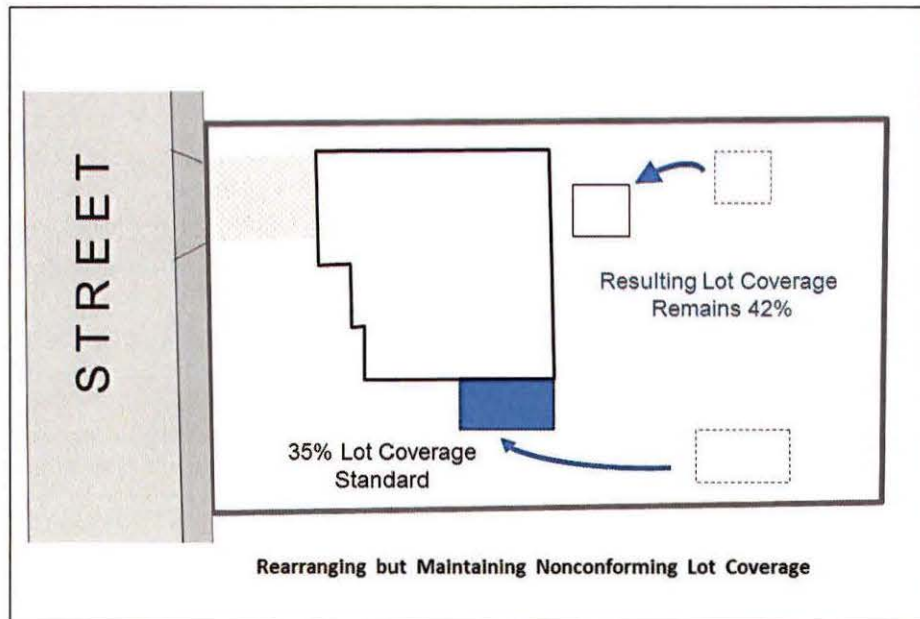 STREET
Resulting Lot Coverage
Remains 42%
35% Lot Coverage
Standard
Rearranging but Maintaining Nonconforming Lot Coverage